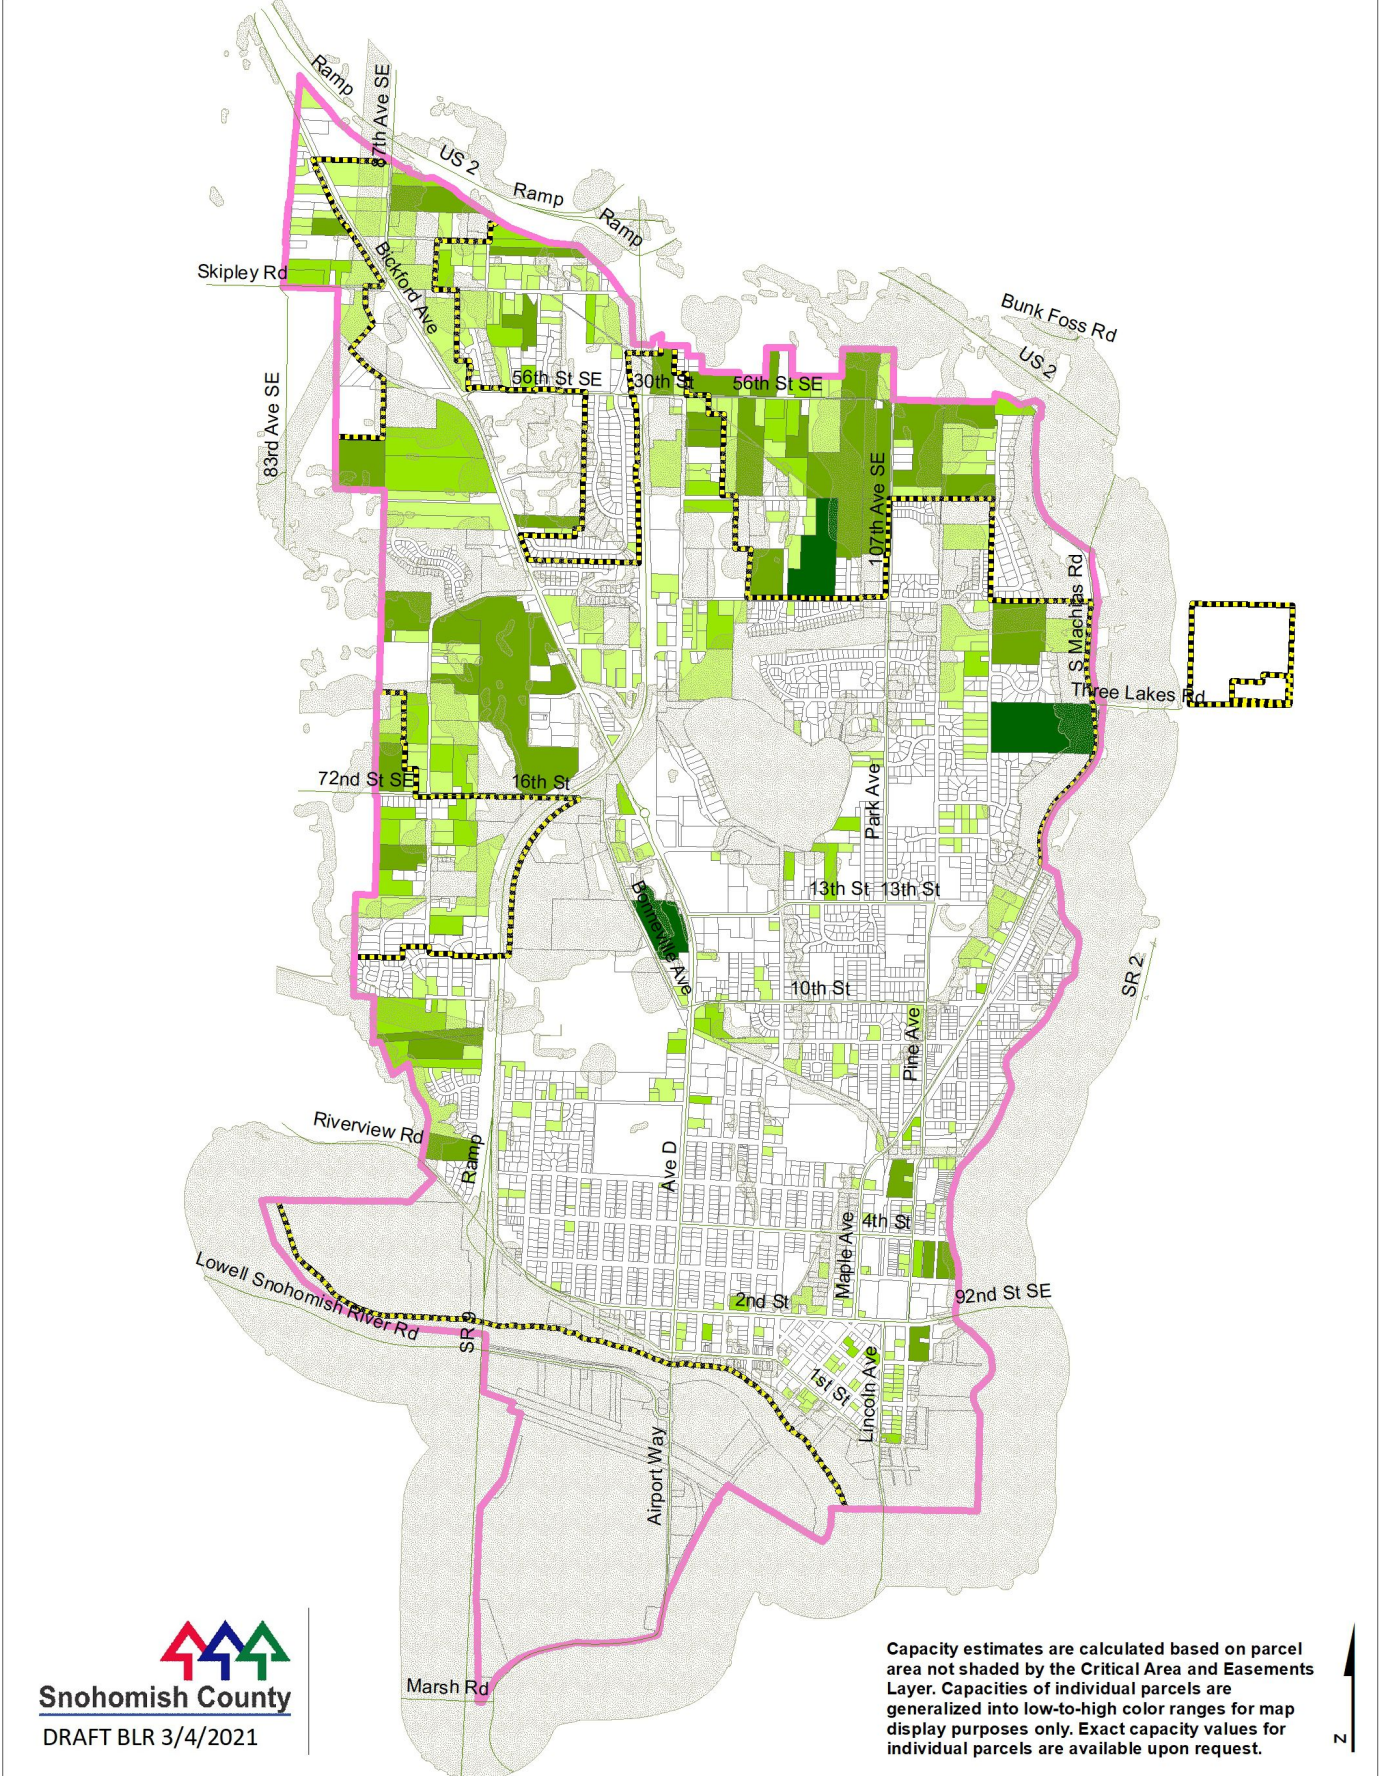 Ramp
87th Ave SE
US 2
Ramp
Ramp
Skipley Rd
Bickford Ave
Bunk Foss Rd
US 2
56th St SE
30th St
56th St SE
83rd Ave SE
107th Ave SE
S Machias Rd
Three Lakes Rd
72nd St SE
16th St
Park Ave
13th St
13th St
Bonneville Ave
SR 2
10th St
Pine Ave
Riverview Rd
Ramp
Ave D
4th St
Maple Ave
Lowell Snohomish River Rd
2nd St
92nd St SE
SR 9
1st St
Lincoln Ave
Airport Way
Marsh Rd
Snohomish County
DRAFT BLR 3/4/2021
Capacity estimates are calculated based on parcel
area not shaded by the Critical Area and Easements
Layer. Capacities of individual parcels are
generalized into low-to-high color ranges for map
display purposes only. Exact capacity values for
individual parcels are available upon request.
N